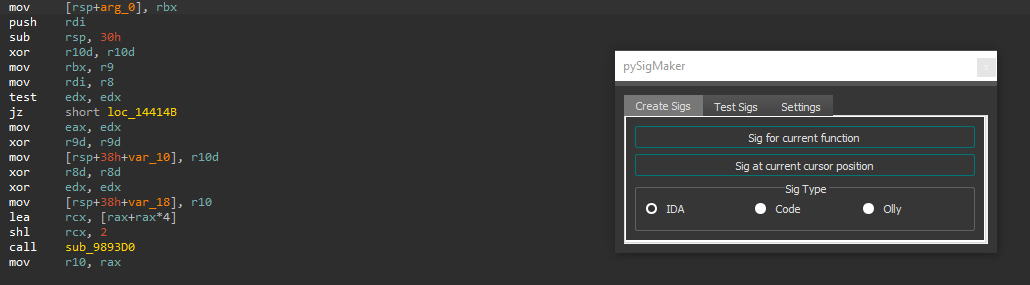 mov [rsp+arg_0], rbx
push rdi
sub rsp, 30h
xor r10d, r10d
mov rbx, r9
mov rdi, r8
test edx, edx
jz short loc_14414B
mov eax, edx
xor r9d, r9d
mov [rsp+38h+var_10], r10d
xor r8d, r8d
xor edx, edx
mov [rsp+38h+var_18], r10
lea rcx, [rax+rax*4]
shl rcx, 2
call sub_9893D0
mov r10, rax
pySigMaker x
Create Sigs Test Sigs Settings
Sig for current function
Sig at current cursor position
Sig Type
IDA Code Olly